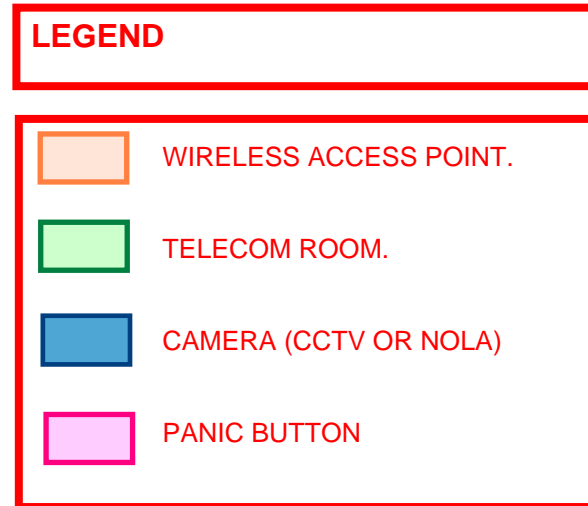 LEGEND
WIRELESS ACCESS POINT.
TELECOM ROOM.
CAMERA (CCTV OR NOLA)
PANIC BUTTON